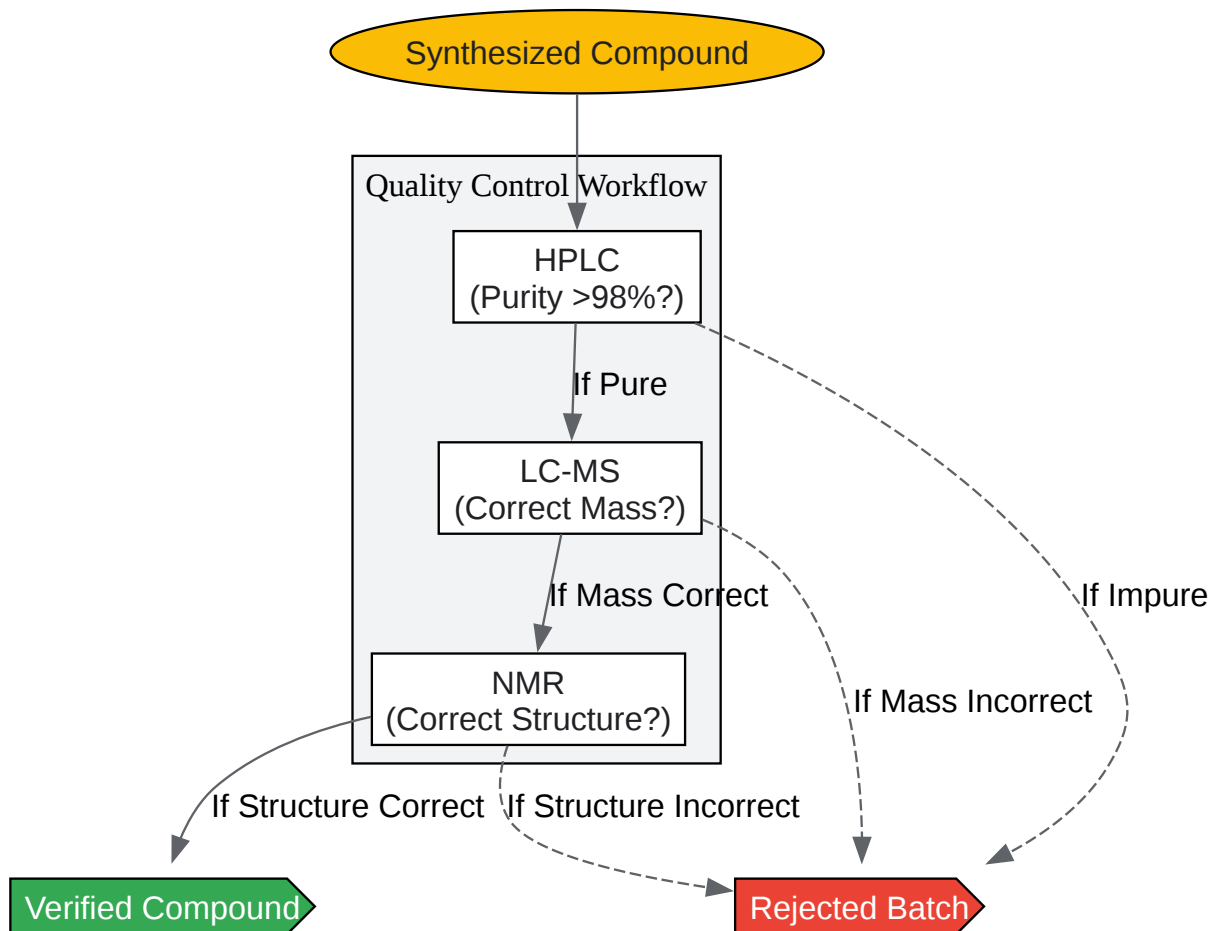 Synthesized Compound
Quality Control Workflow
HPLC
(Purity >98%?)
If Pure
LC-MS
(Correct Mass?)
If Mass Correct
If Impure
NMR
(Correct Structure?)
If Mass Incorrect
If Structure Correct
If Structure Incorrect
Verified Compound
Rejected Batch